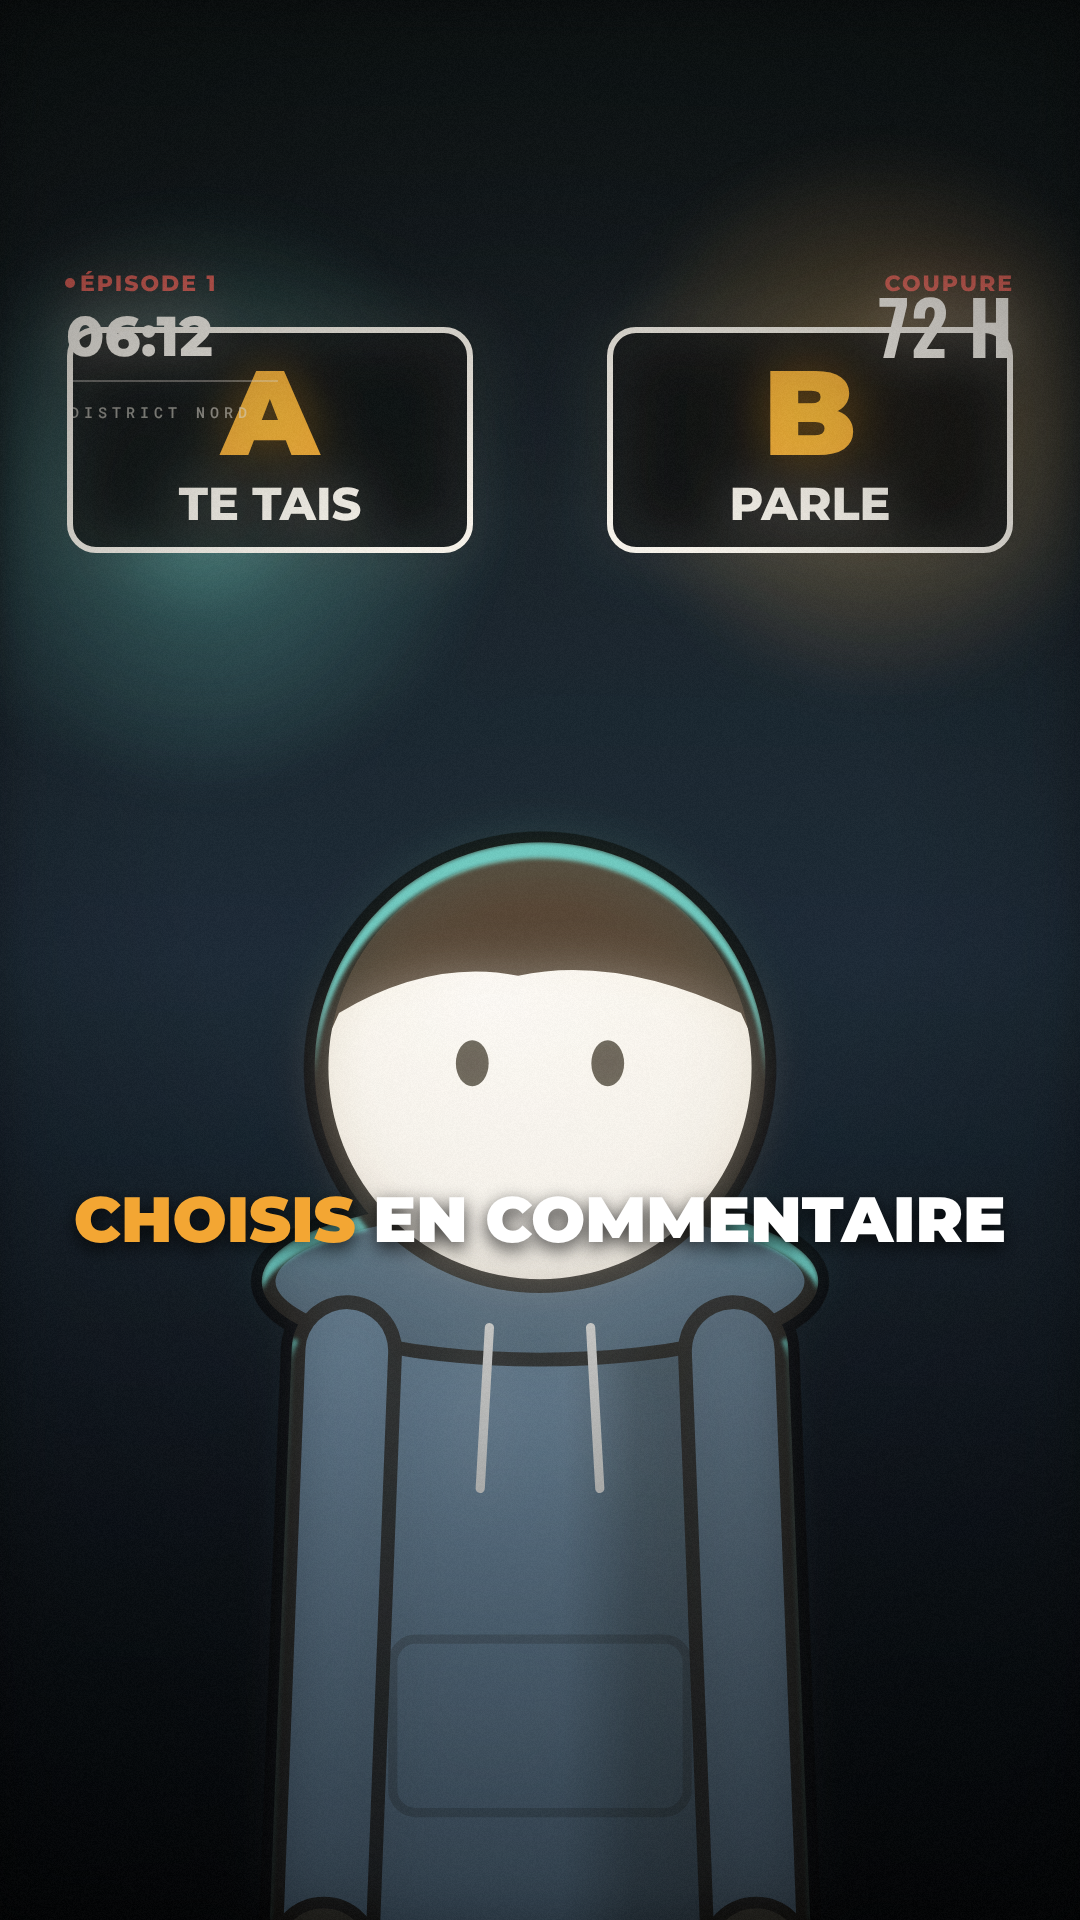 ÉPISODE 1
06:12
DISTRICT NORD
COUPURE
72 H
A
TE TAIS
B
PARLE
CHOISIS EN COMMENTAIRE